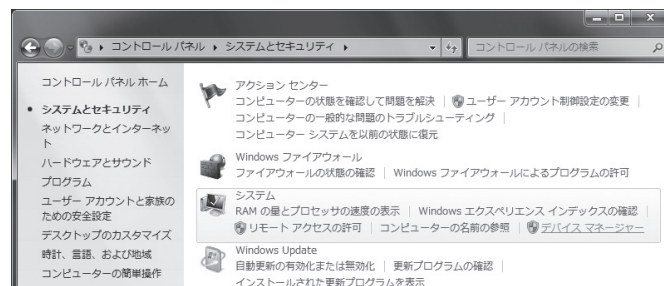 コントロール パネル ▸ システムとセキュリティ ▸
コントロール パネルの検索
コントロール パネル ホーム
• システムとセキュリティ
ネットワークとインターネッ
ト
ハードウェアとサウンド
プログラム
ユーザー アカウントと家族の
ための安全設定
デスクトップのカスタマイズ
時計、言語、および地域
コンピューターの簡単操作
アクション センター
コンピューターの状態を確認して問題を解決 | ユーザー アカウント制御設定の変更 |
コンピューターの一般的な問題のトラブルシューティング |
コンピューター システムを以前の状態に復元
Windows ファイアウォール
ファイアウォールの状態の確認 | Windows ファイアウォールによるプログラムの許可
システム
RAM の量とプロセッサの速度の表示 | Windows エクスペリエンス インデックスの確認 |
リモート アクセスの許可 | コンピューターの名前の参照 | デバイス マネージャー
Windows Update
自動更新の有効化または無効化 | 更新プログラムの確認 |
インストールされた更新プログラムを表示